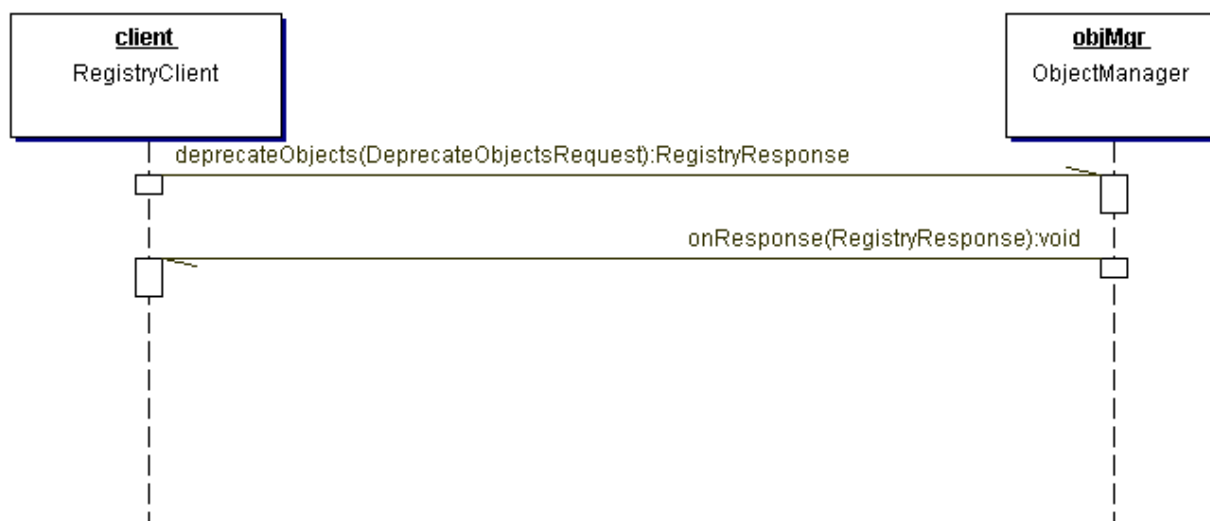 client
RegistryClient
objMgr
ObjectManager
deprecateObjects(DeprecateObjectsRequest):RegistryResponse
onResponse(RegistryResponse):void